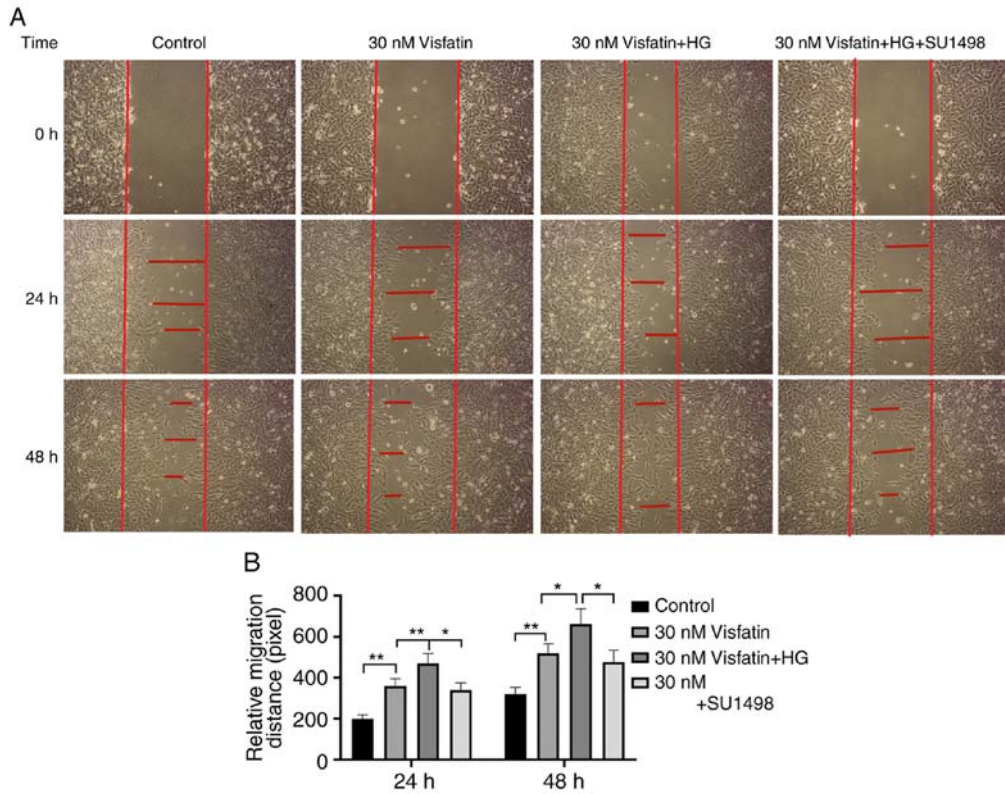 A
Time Control 30 nM Visfatin 30 nM Visfatin+HG 30 nM Visfatin+HG+SU1498
0 h
24 h
48 h
B
Relative migration
distance (pixel)
800
600
400
200
0
** ** *
** * *
24 h 48 h
Control
30 nM Visfatin
30 nM Visfatin+HG
30 nM
+SU1498